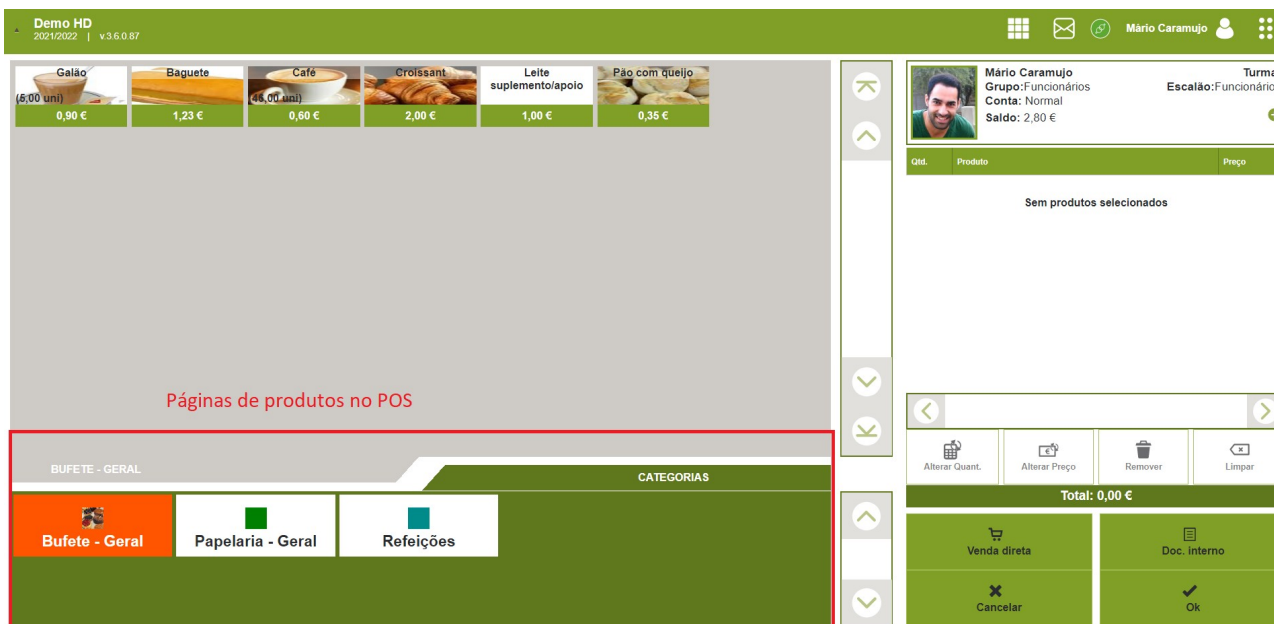 Demo HD
2021/2022 | v.3.6.0.87
Mário Caramujo
Galão
(5,00 uni)
0,90 €
Baguete
1,23 €
Café
(45,00 uni)
0,60 €
Croissant
2,00 €
Leite
suplemento/apoio
1,00 €
Pão com queijo
0,35 €
Mário Caramujo
Turma
Grupo:Funcionários
Escalão:Funcionário
Conta: Normal
Saldo: 2,80 €
Qtd. Produto Preço
Sem produtos selecionados
Páginas de produtos no POS
BUFETE - GERAL
CATEGORIAS
Bufete - Geral
Papelaria - Geral
Refeições
Alterar Quant.
Alterar Preço
Remover
Limpar
Total: 0,00 €
Venda direta
Doc. interno
Cancelar
Ok